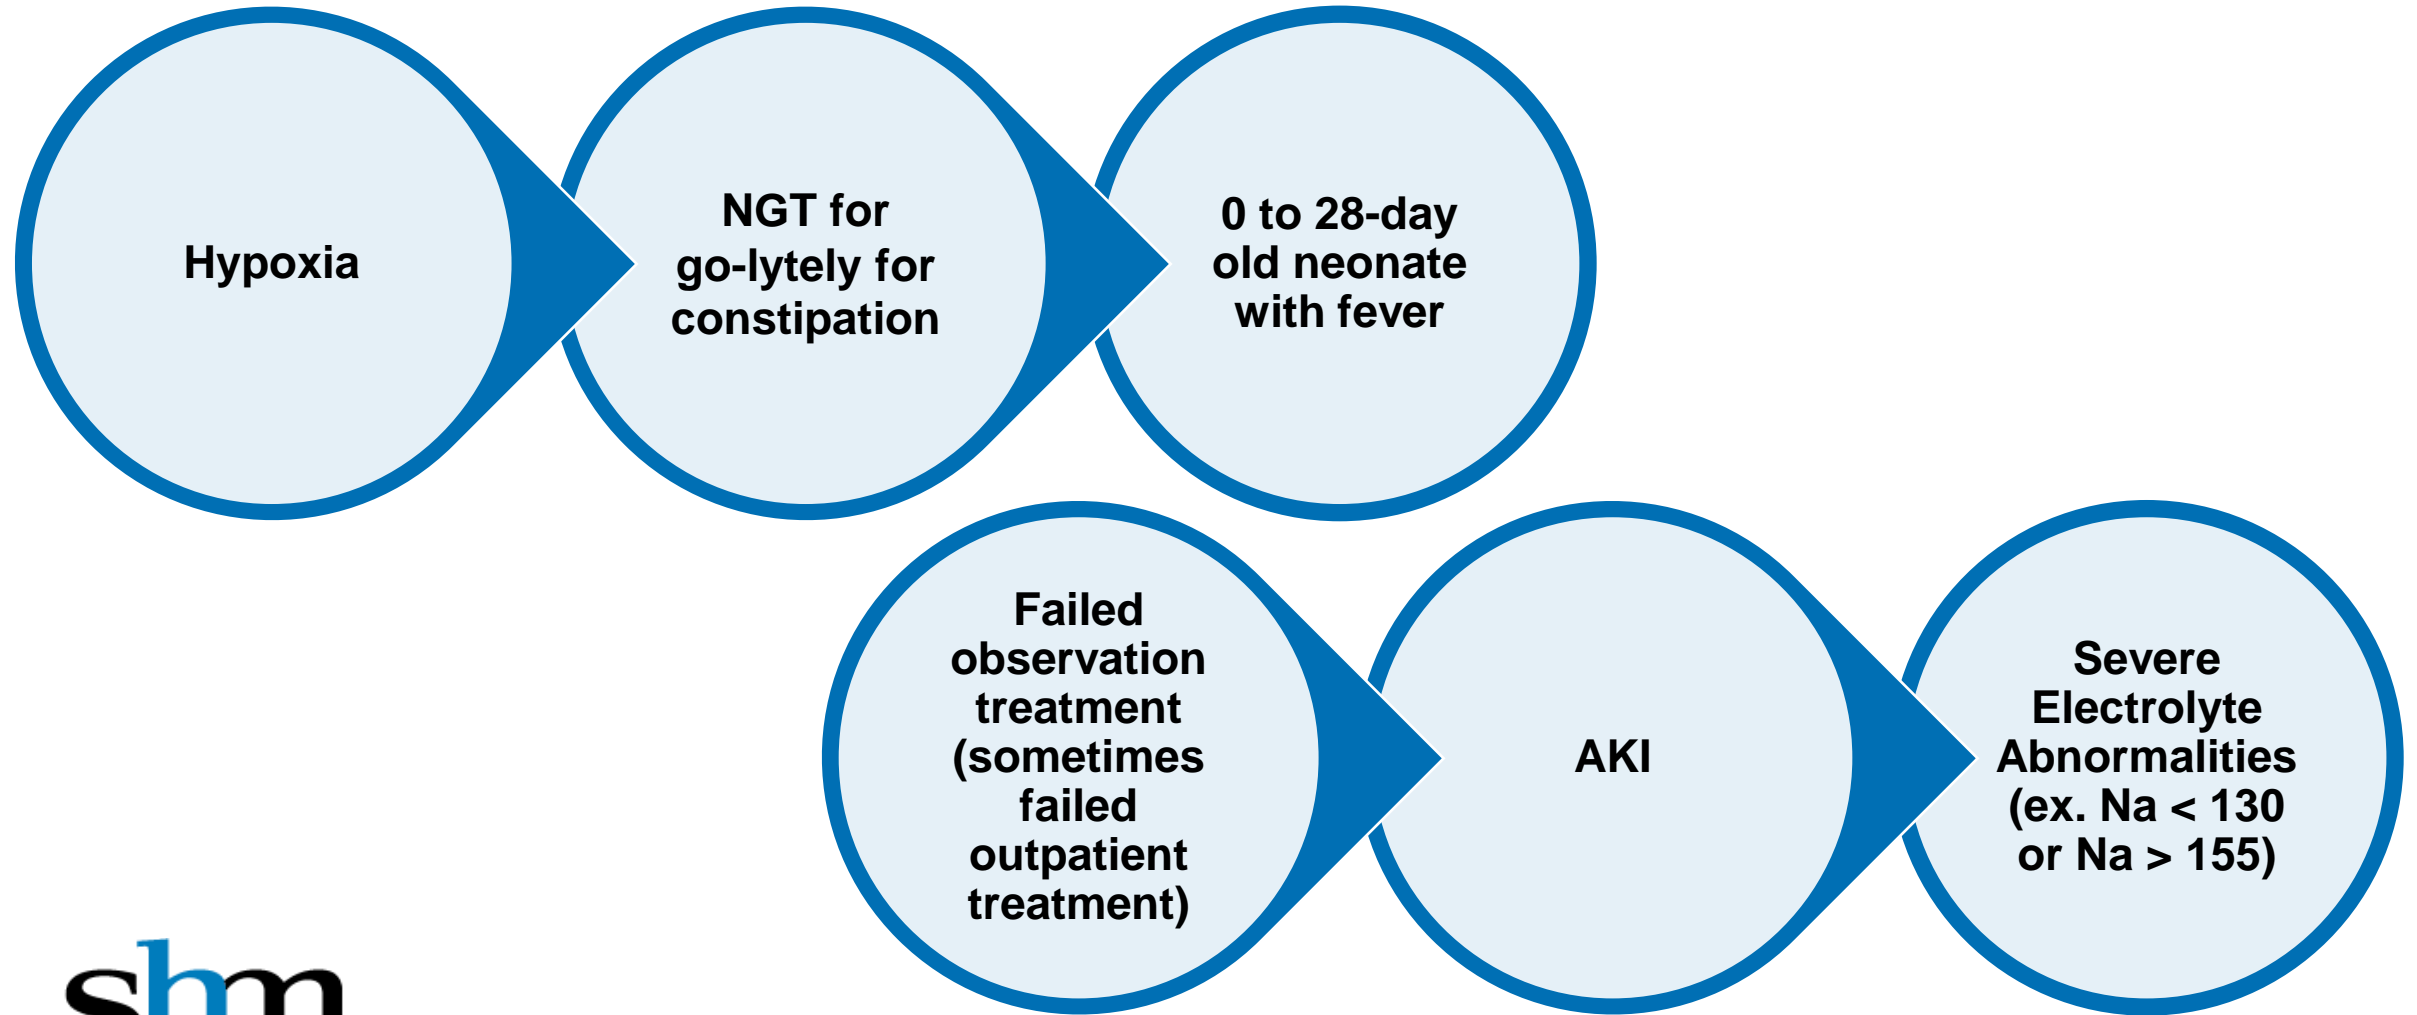 Hypoxia
NGT for
go-lytely for
constipation
0 to 28-day
old neonate
with fever
Failed
observation
treatment
(sometimes
failed
outpatient
treatment)
AKI
Severe
Electrolyte
Abnormalities
(ex. Na < 130
or Na > 155)
shm